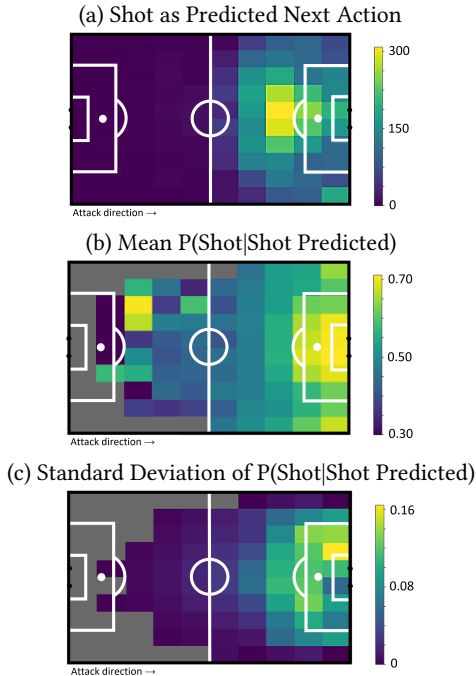 (a) Shot as Predicted Next Action
300
150
0
Attack direction →
(b) Mean P(Shot|Shot Predicted)
0.70
0.50
0.30
Attack direction →
(c) Standard Deviation of P(Shot|Shot Predicted)
0.16
0.08
0
Attack direction →